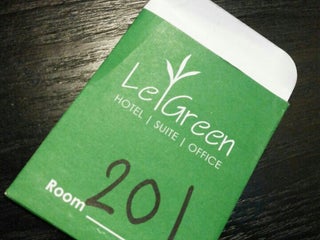 Le Green
HOTEL | SUITE | OFFICE
Room 201